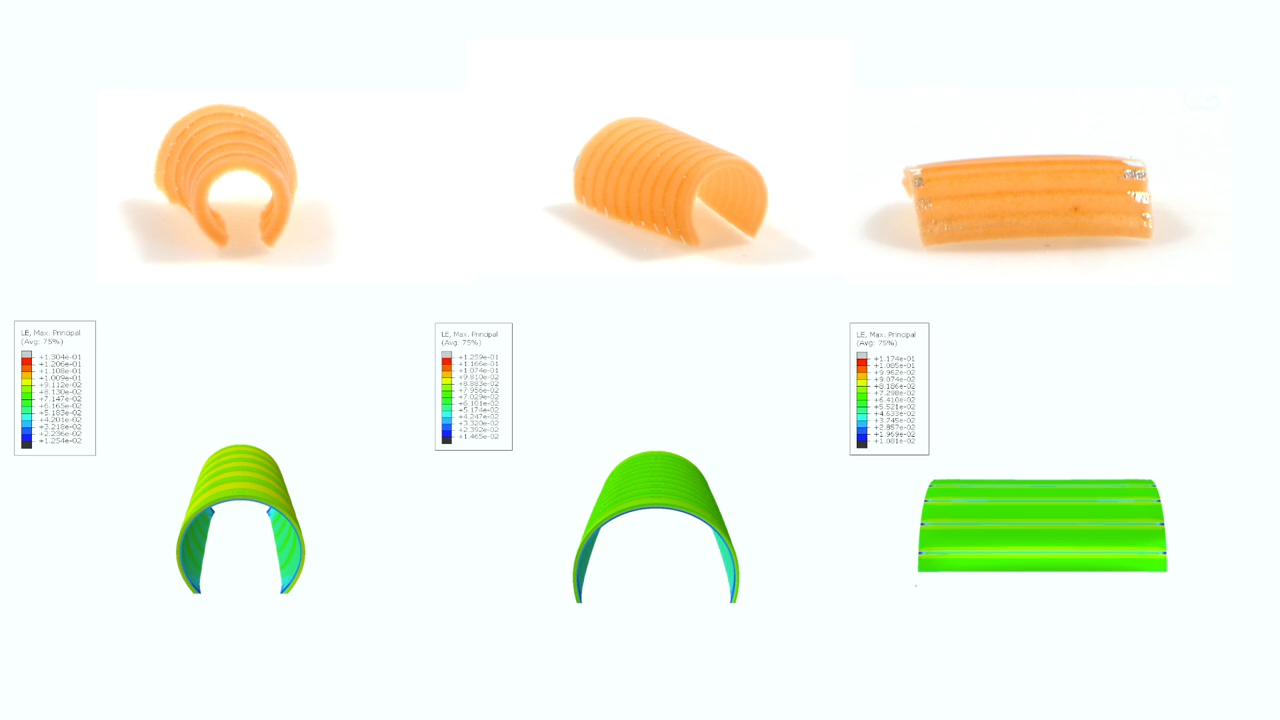 LE, Max. Principal
(Avg: 75%)
+1.304e-01
+1.206e-01
+1.108e-01
+1.009e-01
+9.112e-02
+8.130e-02
+7.147e-02
+6.165e-02
+5.183e-02
+4.201e-02
+3.218e-02
+2.236e-02
+1.254e-02
LE, Max. Principal
(Avg: 75%)
+1.259e-01
+1.166e-01
+1.074e-01
+9.810e-02
+8.883e-02
+7.956e-02
+7.029e-02
+6.101e-02
+5.174e-02
+4.247e-02
+3.320e-02
+2.392e-02
+1.465e-02
LE, Max. Principal
(Avg: 75%)
+1.174e-01
+1.085e-01
+9.962e-02
+9.074e-02
+8.186e-02
+7.298e-02
+6.410e-02
+5.521e-02
+4.633e-02
+3.745e-02
+2.857e-02
+1.969e-02
+1.081e-02